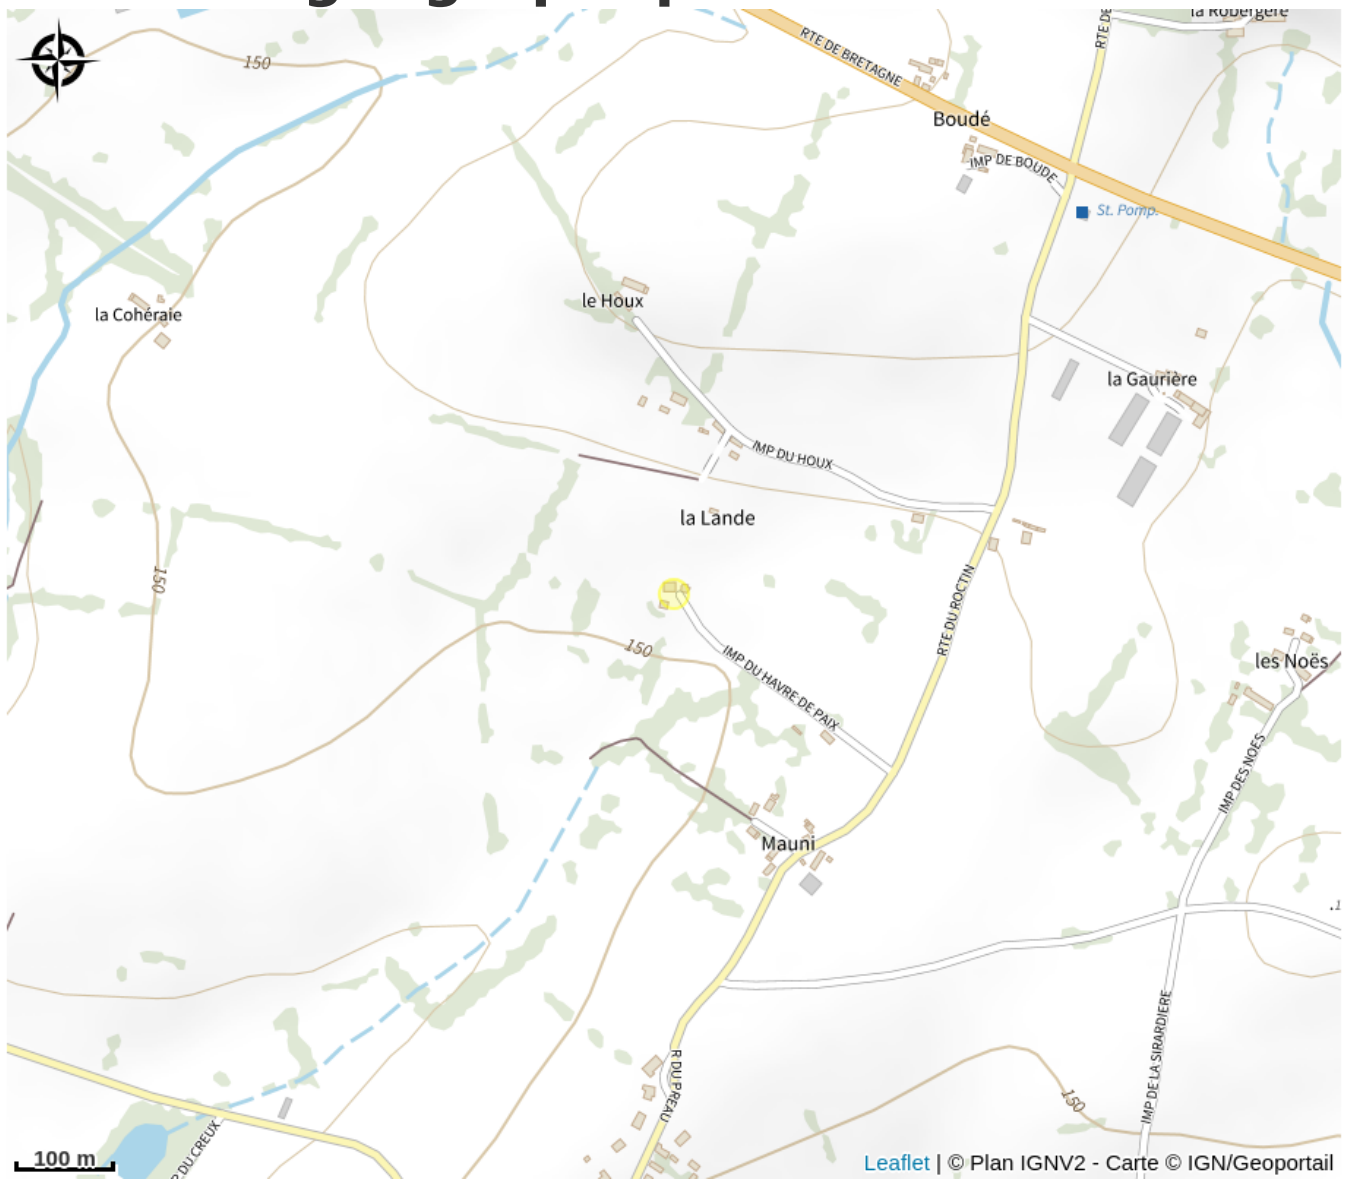 la Robergère
RTE DE
150
RTE DE BRETAGNE
Boudé
IMP DE BOUDE
St. Pomp.
le Houx
la Cohéraie
la Gaurière
IMP DU HOUX
la Lande
150
RTE DU ROCTIN
150
IMP DU HAVRE DE PAIX
les Noës
IMP DES NOES
Mauni
R DU PREAU
IMP DE LA SIRARDIERE
150
P DU CREUX
100 m
Leaflet | © Plan IGNV2 - Carte © IGN/Geoportail